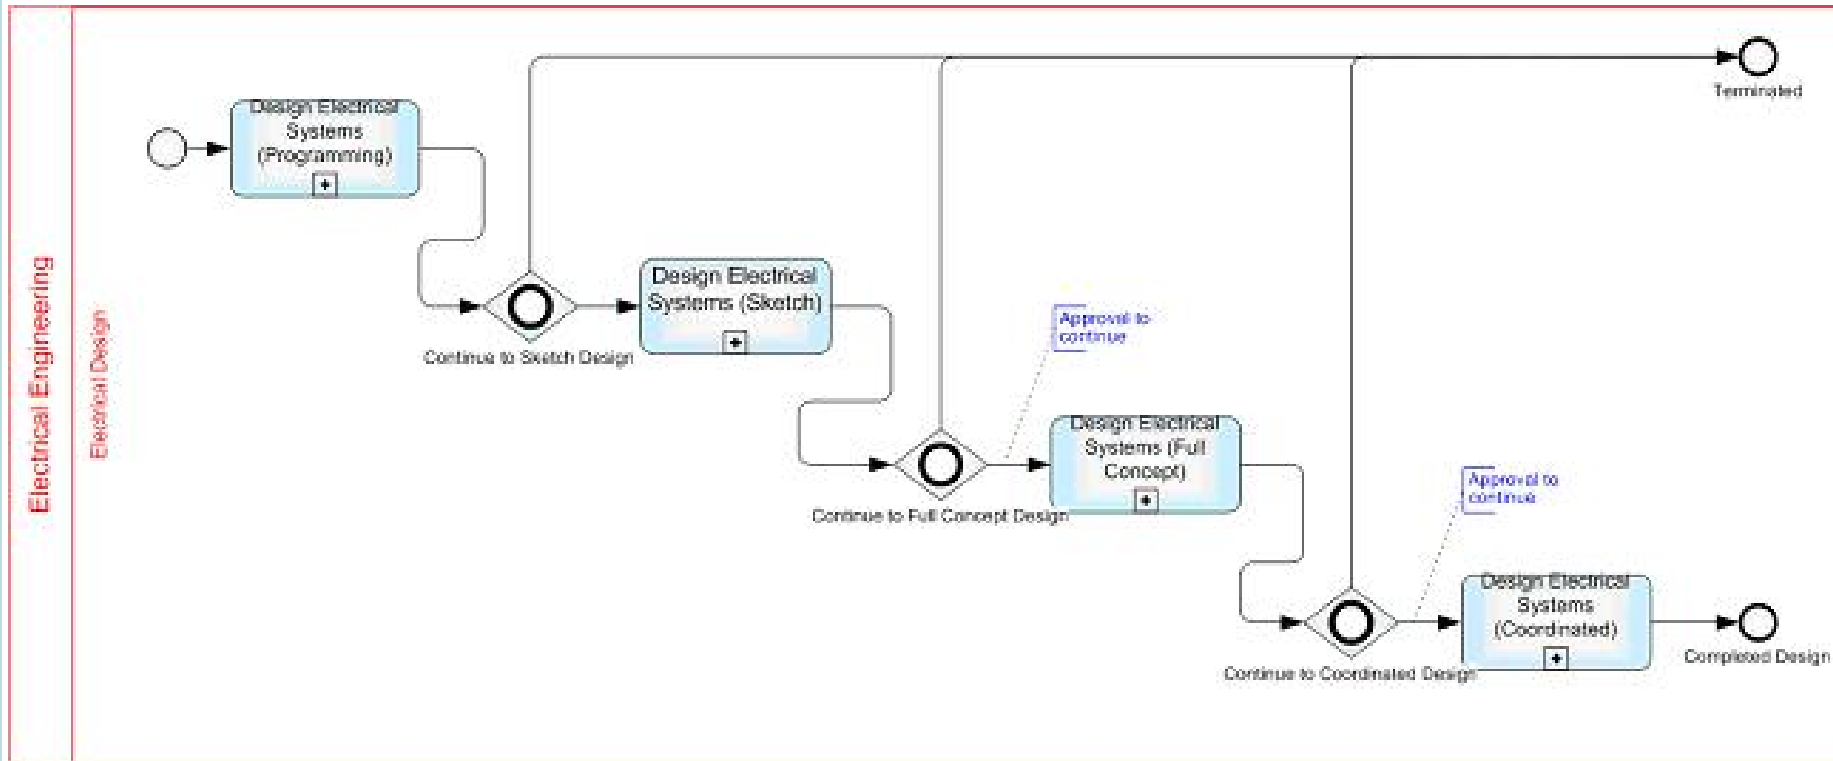 Electrical Engineering
Electrical Design
Terminated
Design Electrical
Systems
(Programming)
Continue to Sketch Design
Design Electrical
Systems (Sketch)
Approval to
continue
Continue to Full Concept Design
Design Electrical
Systems (Full
Concept)
Approval to
continue
Continue to Coordinated Design
Design Electrical
Systems
(Coordinated)
Completed Design